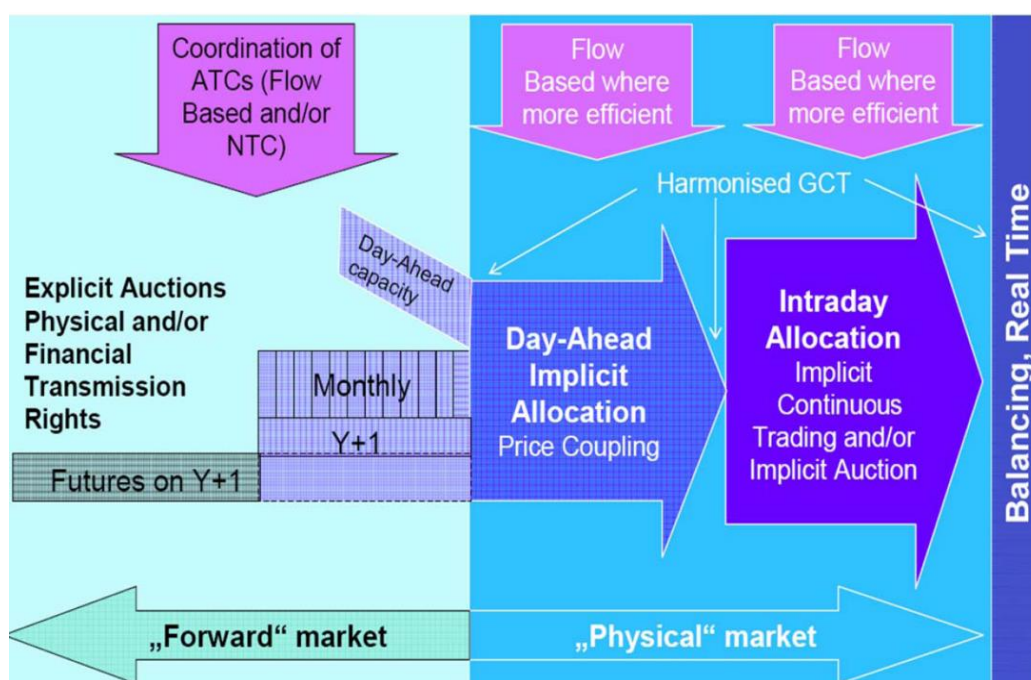 Coordination of
ATCs (Flow
Based and/or
NTC)
Flow
Based where
more efficient
Flow
Based where
more efficient
Harmonised GCT
Day-Ahead
capacity
Explicit Auctions
Physical and/or
Financial
Transmission
Rights
Monthly
Y+1
Futures on Y+1
Day-Ahead
Implicit
Allocation
Price Coupling
Intraday
Allocation
Implicit
Continuous
Trading and/or
Implicit Auction
Balancing, Real Time
„Forward“ market
„Physical“ market